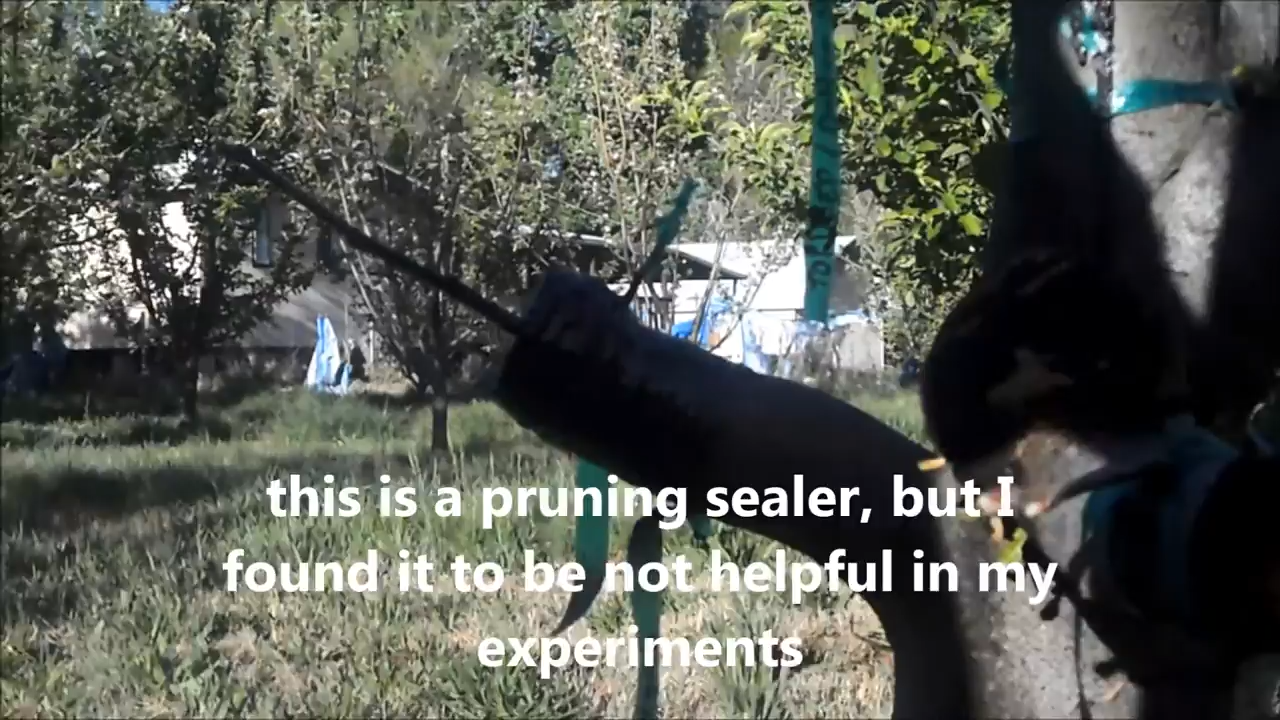 this is a pruning sealer, but I
found it to be not helpful in my
experiments